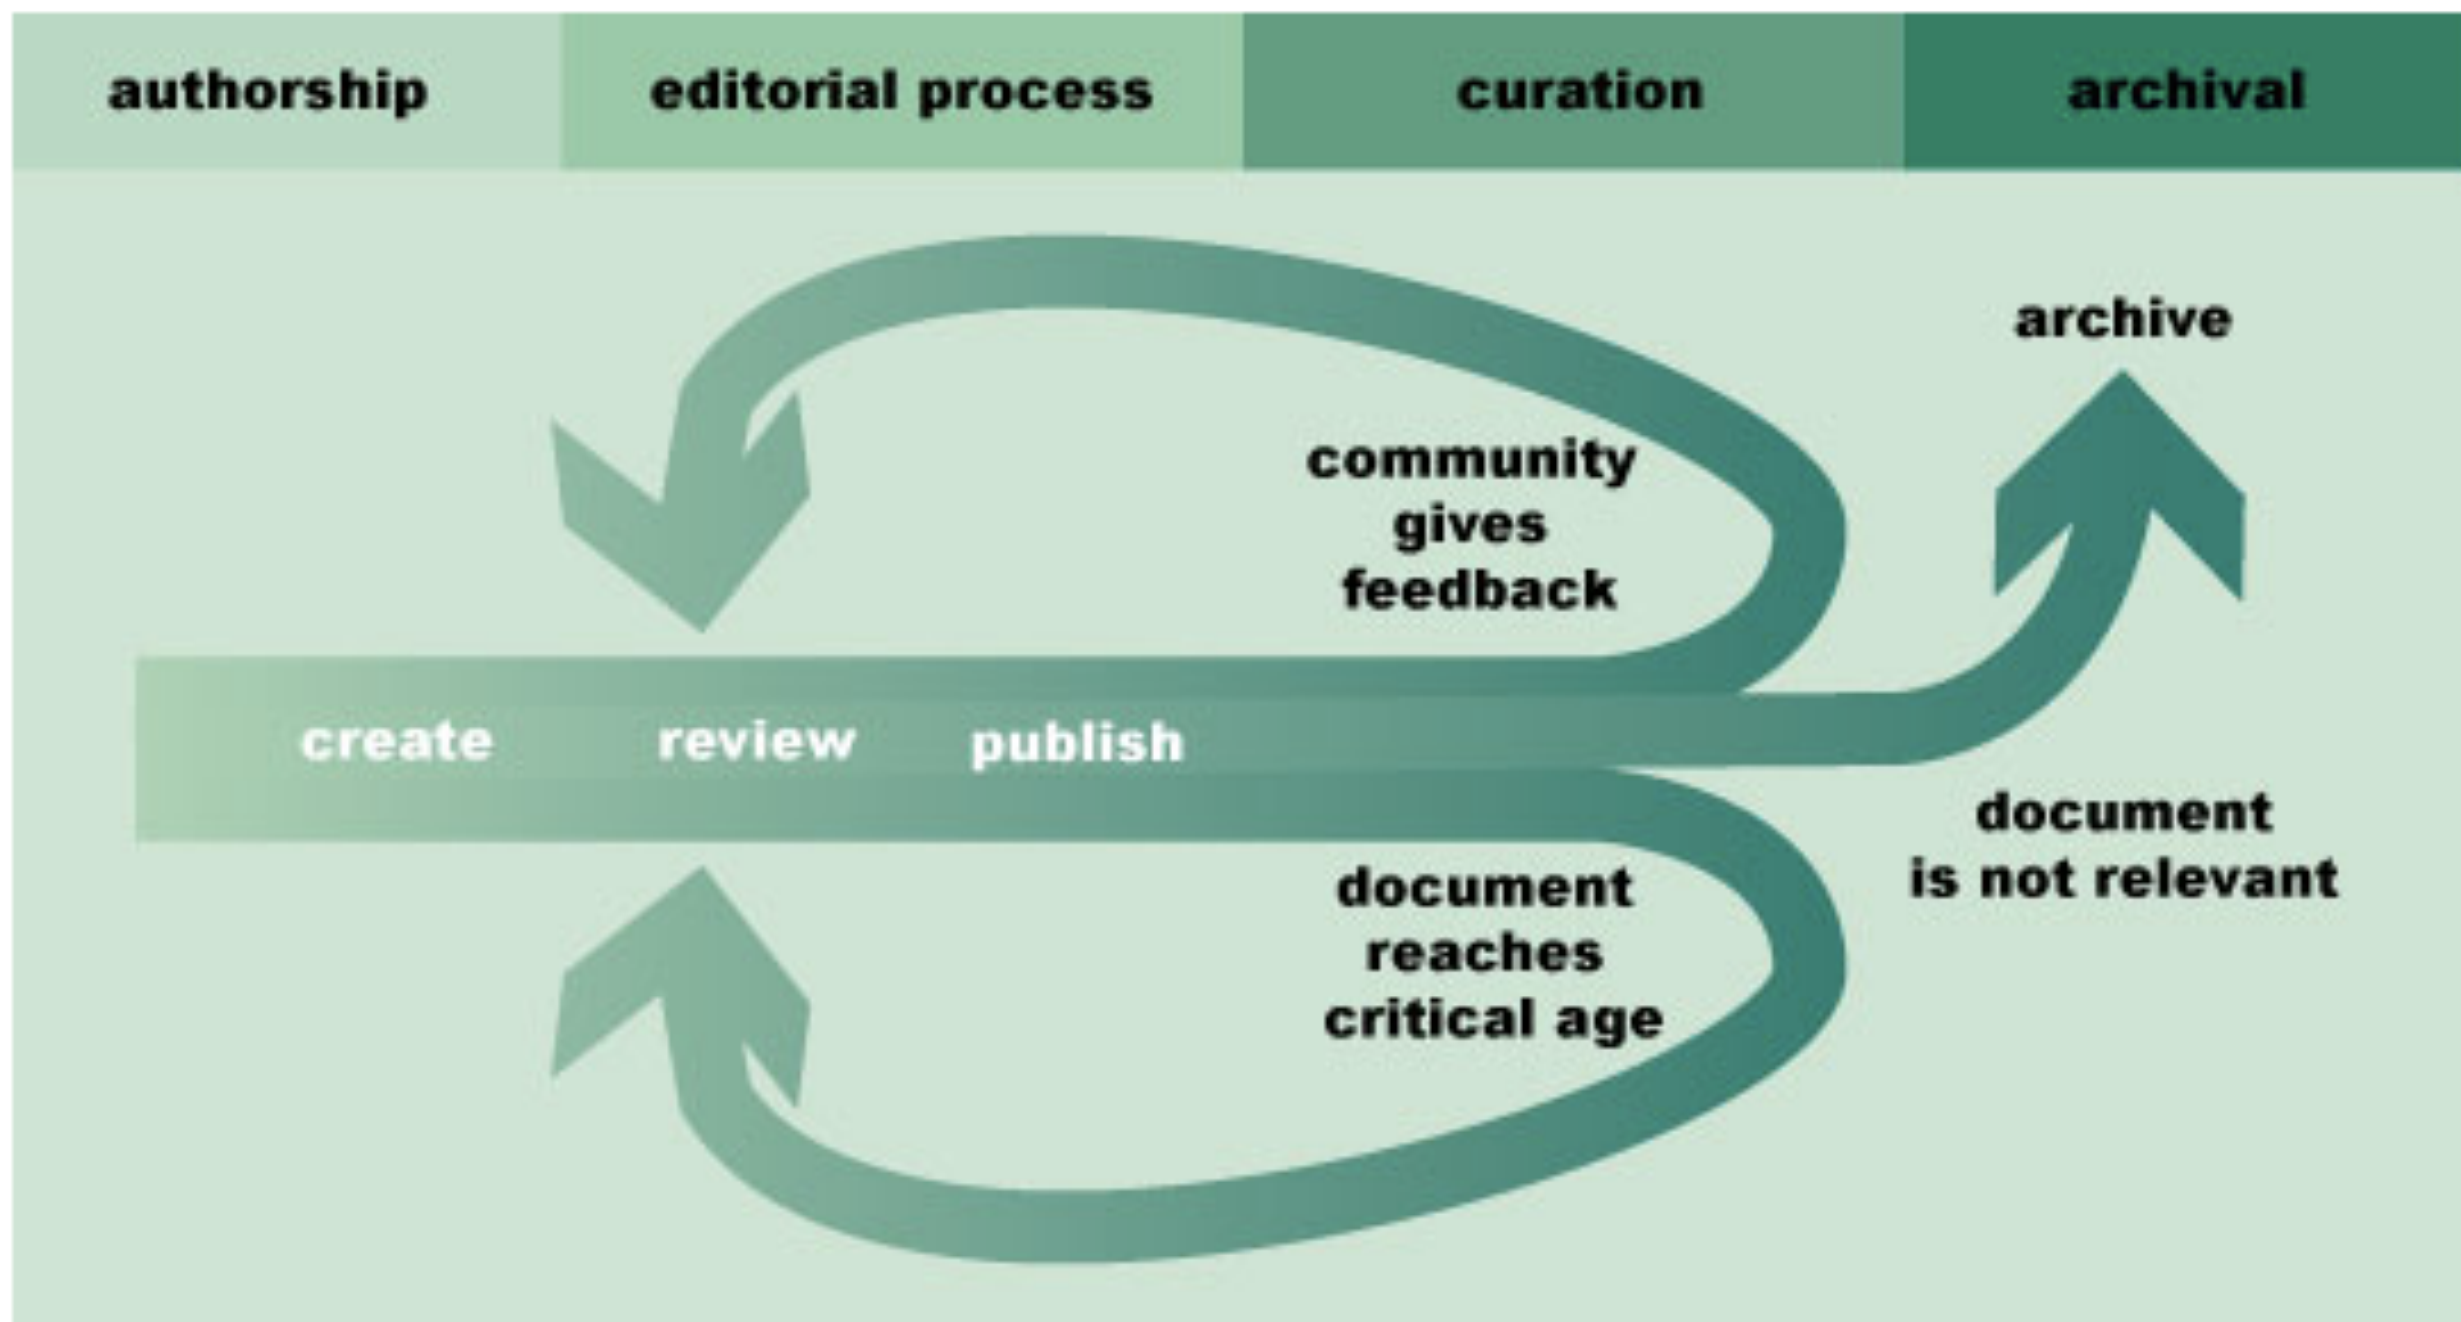 authorship
editorial process
curation
archival
archive
community
gives
feedback
create
review
publish
document
is not relevant
document
reaches
critical age